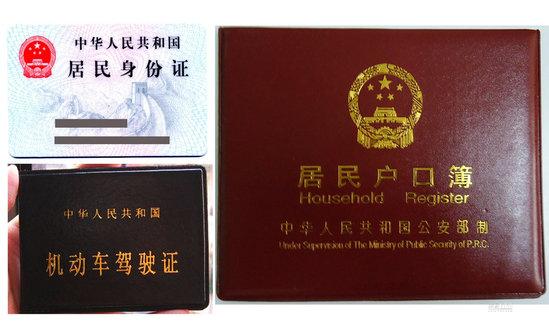 中华人民共和国
居民身份证
中华人民共和国
机动车驾驶证
居民户口簿
Household Register
中华人民共和国公安部制
Under Supervision of The Ministry of Public Security of P.R.C.